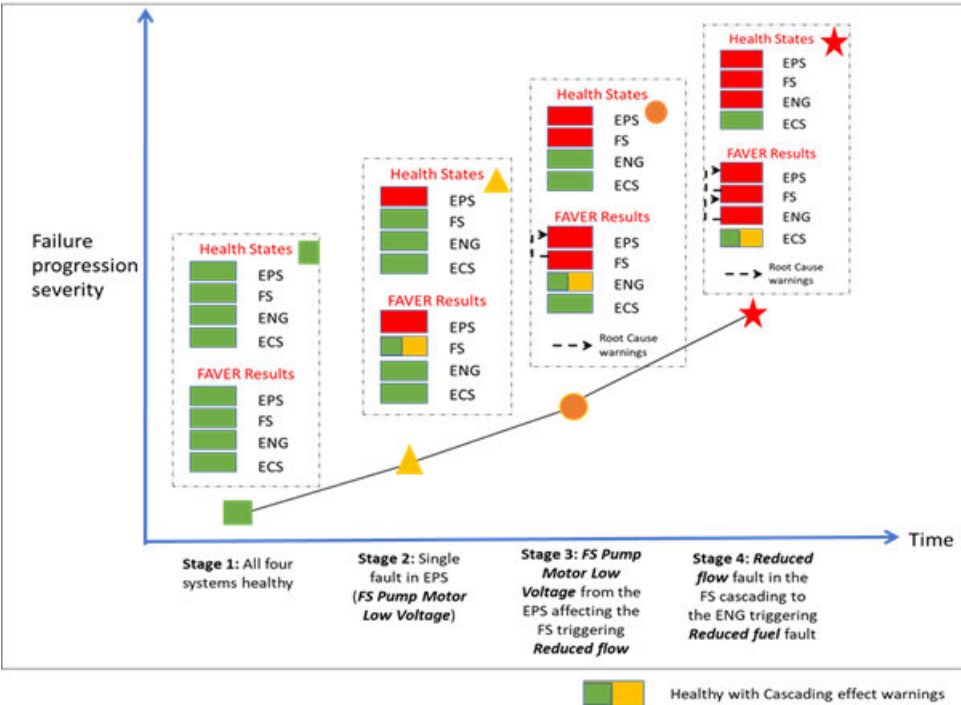 Failure
progression
severity
Health States
EPS
FS
ENG
ECS
FAVER Results
EPS
FS
ENG
ECS
Health States
EPS
FS
ENG
ECS
FAVER Results
EPS
FS
ENG
ECS
Health States
EPS
FS
ENG
ECS
FAVER Results
EPS
FS
ENG
ECS
Root Cause
warnings
Health States
EPS
FS
ENG
ECS
FAVER Results
EPS
FS
ENG
ECS
Root Cause
warnings
Time
Stage 1: All four
systems healthy
Stage 2: Single
fault in EPS
(FS Pump Motor
Low Voltage)
Stage 3: FS Pump
Motor Low
Voltage from the
EPS affecting the
FS triggering
Reduced flow
Stage 4: Reduced
flow fault in the
FS cascading to
the ENG triggering
Reduced fuel fault
Healthy with Cascading effect warnings